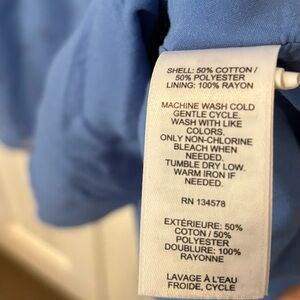 SHELL: 50% COTTON /
50% POLYESTER
LINING: 100% RAYON
MACHINE WASH COLD
GENTLE CYCLE.
WASH WITH LIKE
COLORS.
ONLY NON-CHLORINE
BLEACH WHEN
NEEDED.
TUMBLE DRY LOW.
WARM IRON IF
NEEDED.
RN 134578
EXTÉRIEURE: 50%
COTON / 50%
POLYESTER
DOUBLURE: 100%
RAYONNE
LAVAGE À L'EAU
FROIDE, CYCLE